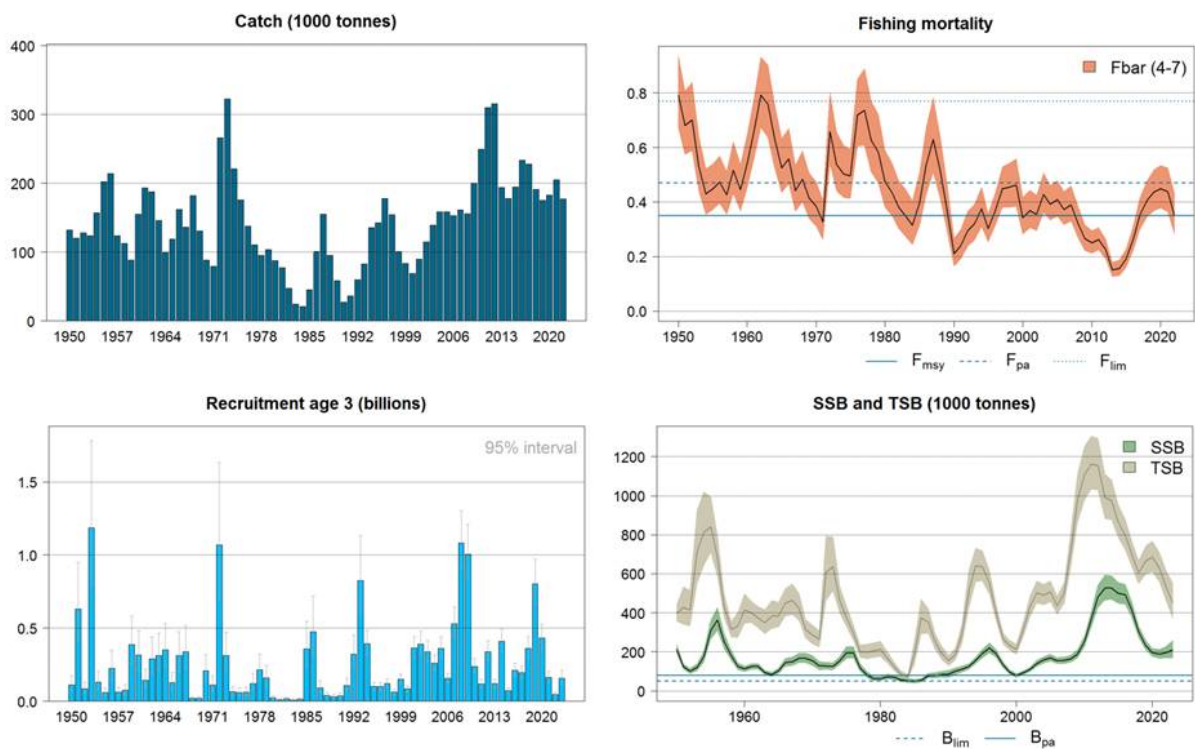 Catch (1000 tonnes)
400
300
200
100
0
1950 1957 1964 1971 1978 1985 1992 1999 2006 2013 2020
Fishing mortality
Fbar (4-7)
0.8
0.6
0.4
0.2
0.0
1950 1960 1970 1980 1990 2000 2010 2020
Fmsy Fpa Flim
Recruitment age 3 (billions)
95% interval
1.5
1.0
0.5
0.0
1950 1957 1964 1971 1978 1985 1992 1999 2006 2013 2020
SSB and TSB (1000 tonnes)
SSB
TSB
1200
1000
800
600
400
200
0
1960 1980 2000 2020
Blim Bpa